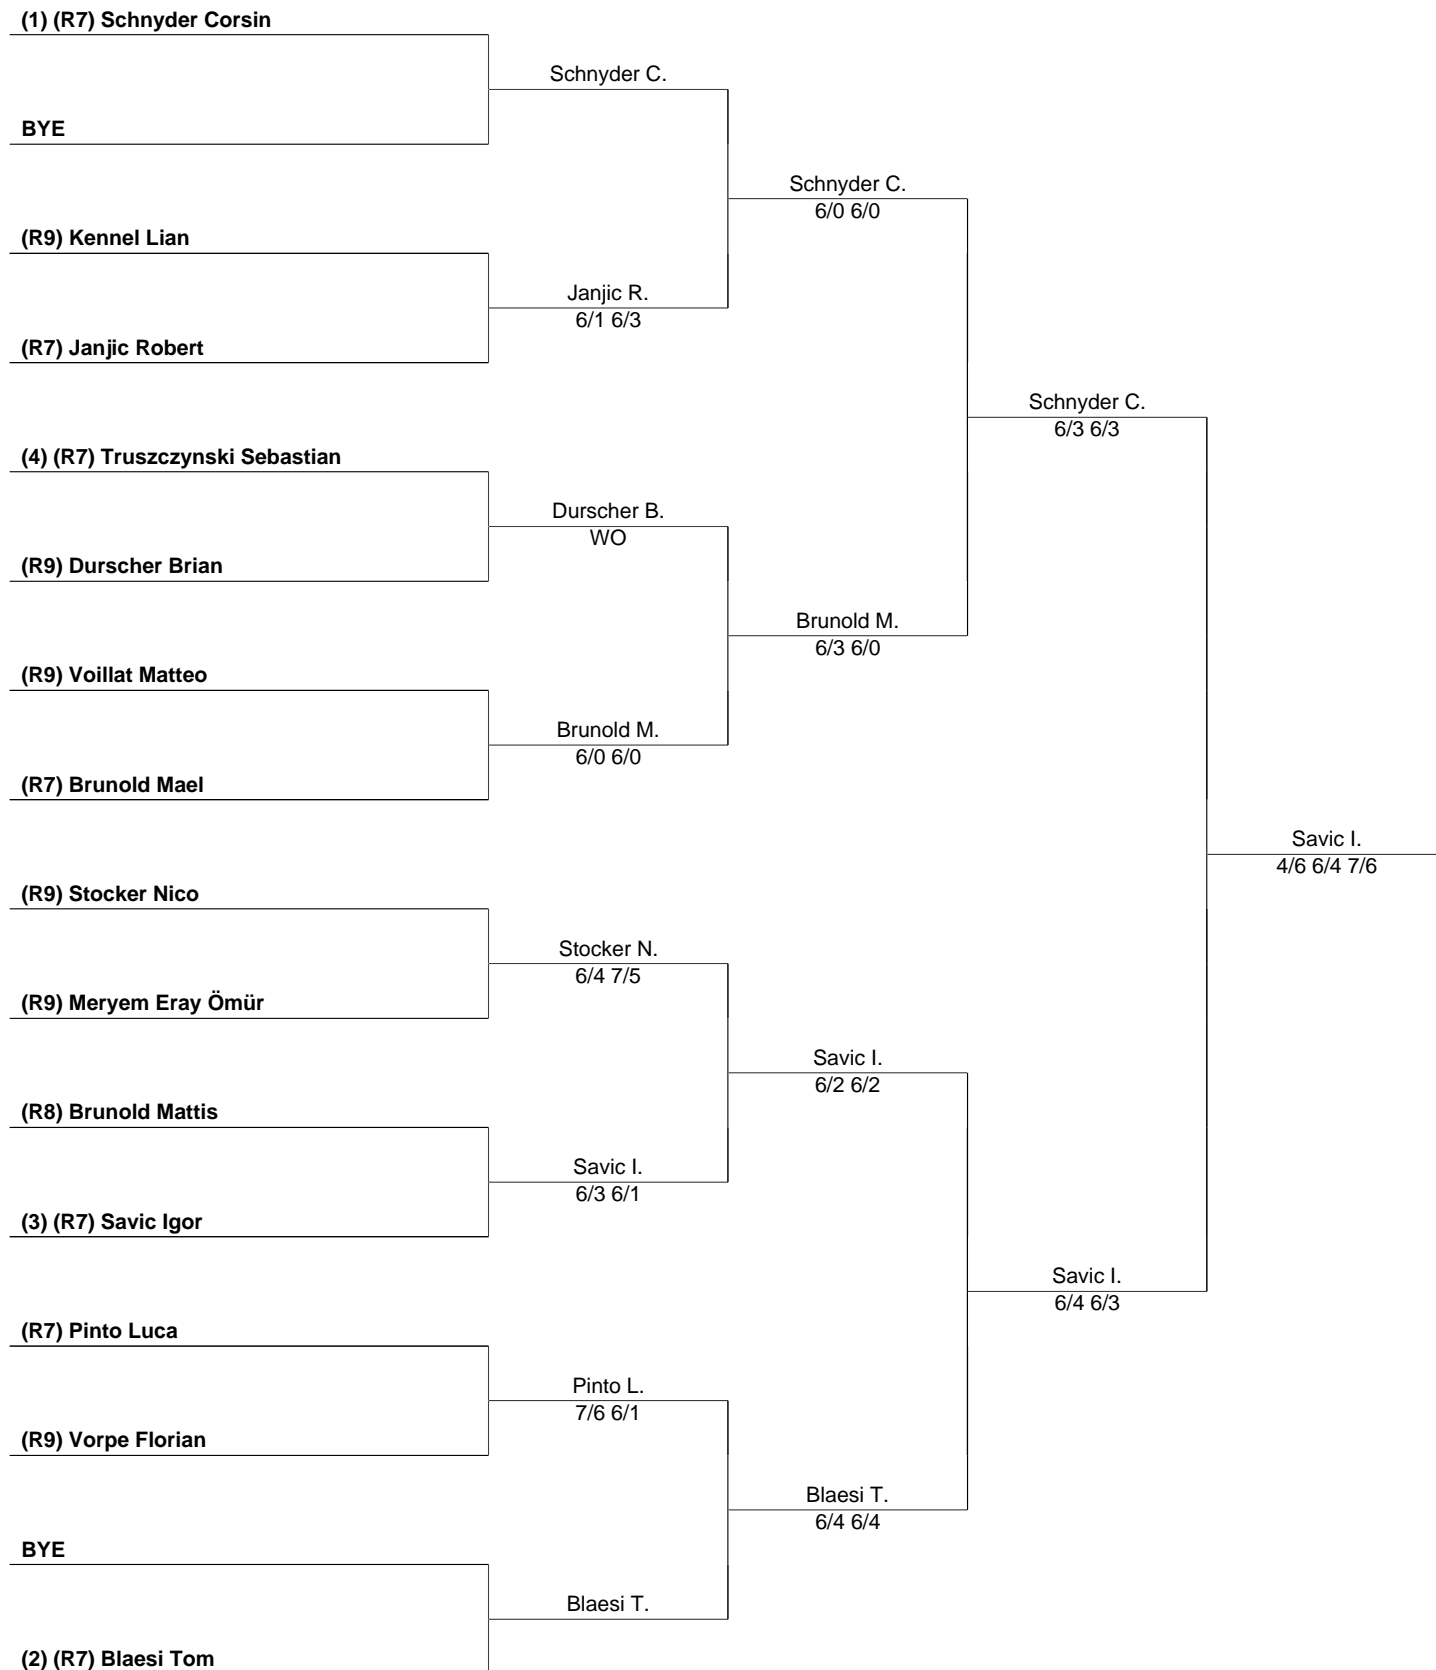 (1) (R7) Schnyder Corsin
Schnyder C.
BYE
Schnyder C.
6/0 6/0
(R9) Kennel Lian
Janjic R.
6/1 6/3
(R7) Janjic Robert
Schnyder C.
6/3 6/3
(4) (R7) Truszczynski Sebastian
Durscher B.
WO
(R9) Durscher Brian
Brunold M.
6/3 6/0
(R9) Voillat Matteo
Brunold M.
6/0 6/0
(R7) Brunold Mael
Savic I.
4/6 6/4 7/6
(R9) Stocker Nico
Stocker N.
6/4 7/5
(R9) Meryem Eray Ömür
Savic I.
6/2 6/2
(R8) Brunold Mattis
Savic I.
6/3 6/1
(3) (R7) Savic Igor
Savic I.
6/4 6/3
(R7) Pinto Luca
Pinto L.
7/6 6/1
(R9) Vorpe Florian
Blaesi T.
6/4 6/4
BYE
Blaesi T.
(2) (R7) Blaesi Tom